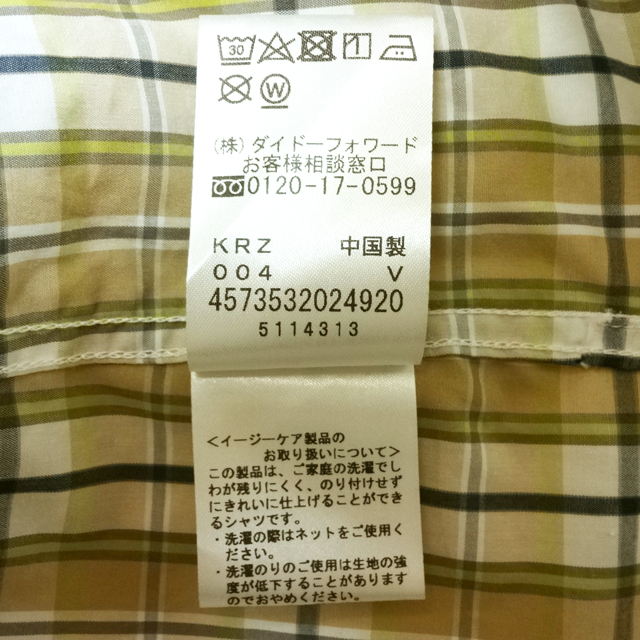 30
W
(株) ダイドーフォワード
お客様相談窓口
0120-17-0599
KRZ 中国製
004 V
4573532024920
5114313
<イージーケア製品の
お取り扱いについて>
この製品は、ご家庭の洗濯でし
わが残りにくく、のり付けせず
にきれいに仕上げることができ
るシャツです。
・洗濯の際はネットをご使用く
ださい。
・洗濯のりのご使用は生地の強
度が低下することがあります
のでおやめください。